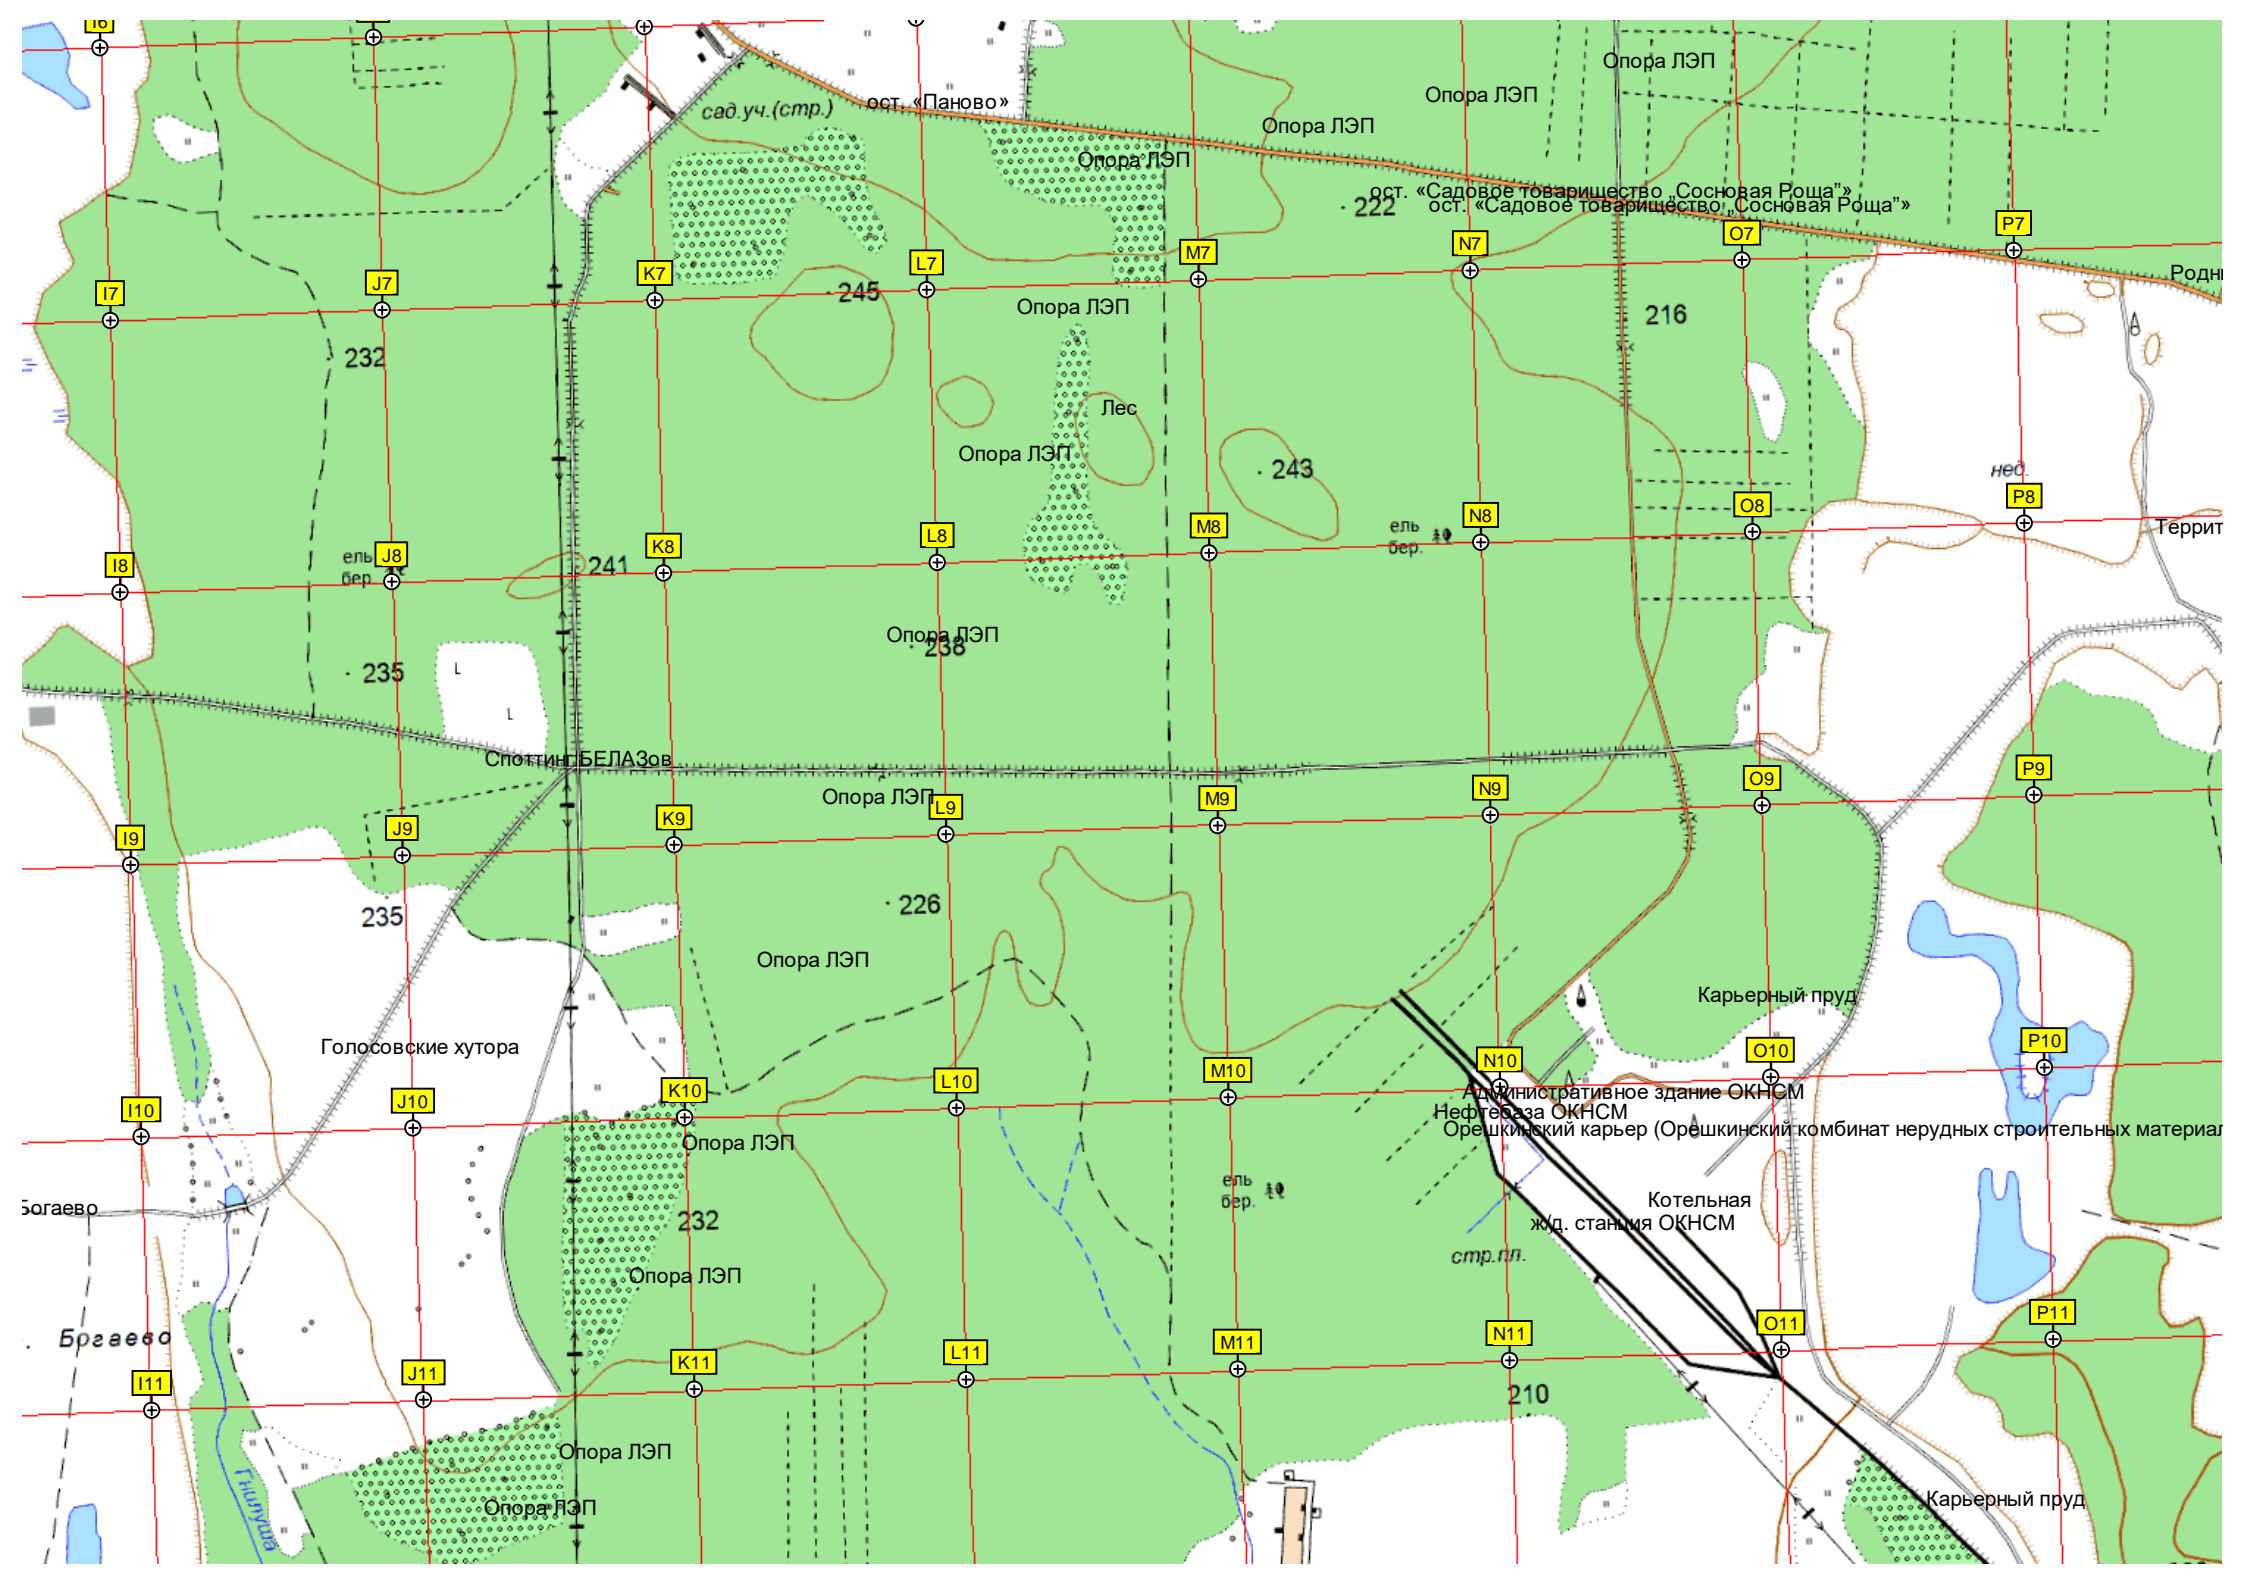 I6
Опора ЛЭП
Опора ЛЭП
ост. «Паново»
сад.уч.(стр.)
Опора ЛЭП
Опора ЛЭП
ост. «Садовое товарищество „Сосновая Роща”»
222
ост. «Садовое товарищество „Сосновая Роща”»
I7
J7
K7
L7
M7
N7
O7
P7
245
Опора ЛЭП
216
232
Лес
Опора ЛЭП
243
нед.
I8
J8
K8
L8
M8
N8
O8
P8
ель
бер.
241
ель
бер.
Опора ЛЭП
238
235
Споттинг БЕЛАЗов
Опора ЛЭП
I9
J9
K9
L9
M9
N9
O9
P9
235
226
Опора ЛЭП
Карьерный пруд
Голосовские хутора
I10
J10
K10
L10
M10
N10
O10
P10
Административное здание ОКНСМ
Нефтебаза ОКНСМ
Орешкинский карьер (Орешкинский комбинат нерудных строительных материал
Опора ЛЭП
ель
бер.
Богаево
232
Котельная
ж/д. станция ОКНСМ
стр.пл.
Опора ЛЭП
Богаево
I11
J11
K11
L11
M11
N11
O11
P11
210
Опора ЛЭП
Опора ЛЭП
Гнилуша
Карьерный пруд